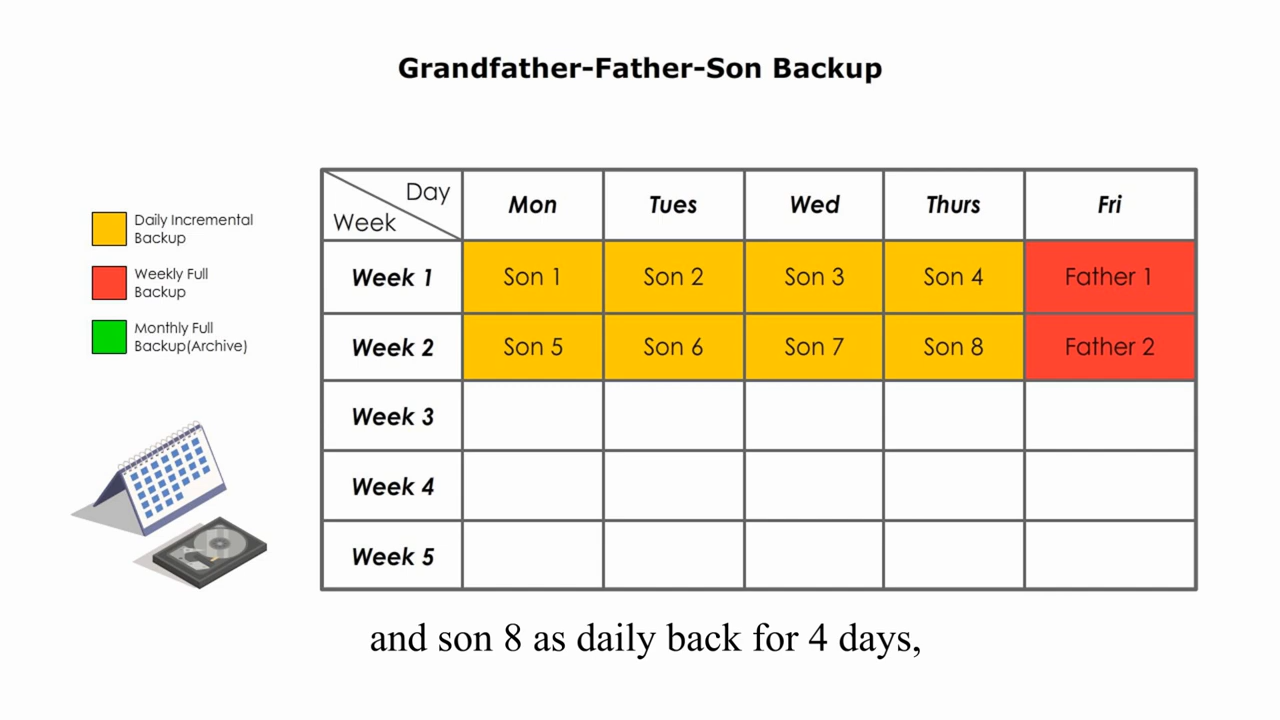 Grandfather-Father-Son Backup
Daily Incremental
Backup
Weekly Full
Backup
Monthly Full
Backup(Archive)
Day
Week
Mon Tues Wed Thurs Fri
Week 1 Son 1 Son 2 Son 3 Son 4 Father 1
Week 2 Son 5 Son 6 Son 7 Son 8 Father 2
Week 3
Week 4
Week 5
and son 8 as daily back for 4 days,